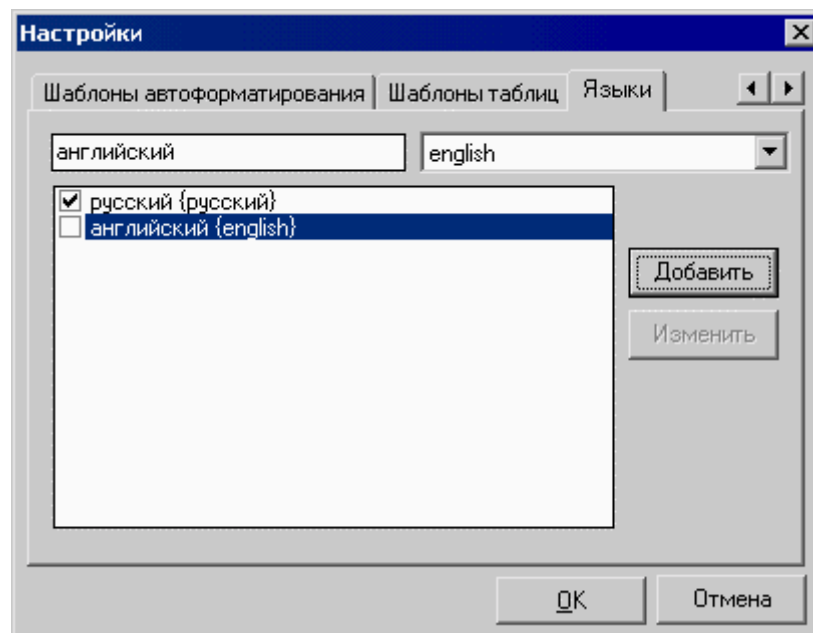 Настройки
Шаблоны автоформатирования Шаблоны таблиц Языки
английский english
русский {русский}
английский {english}
Добавить
Изменить
OK Отмена